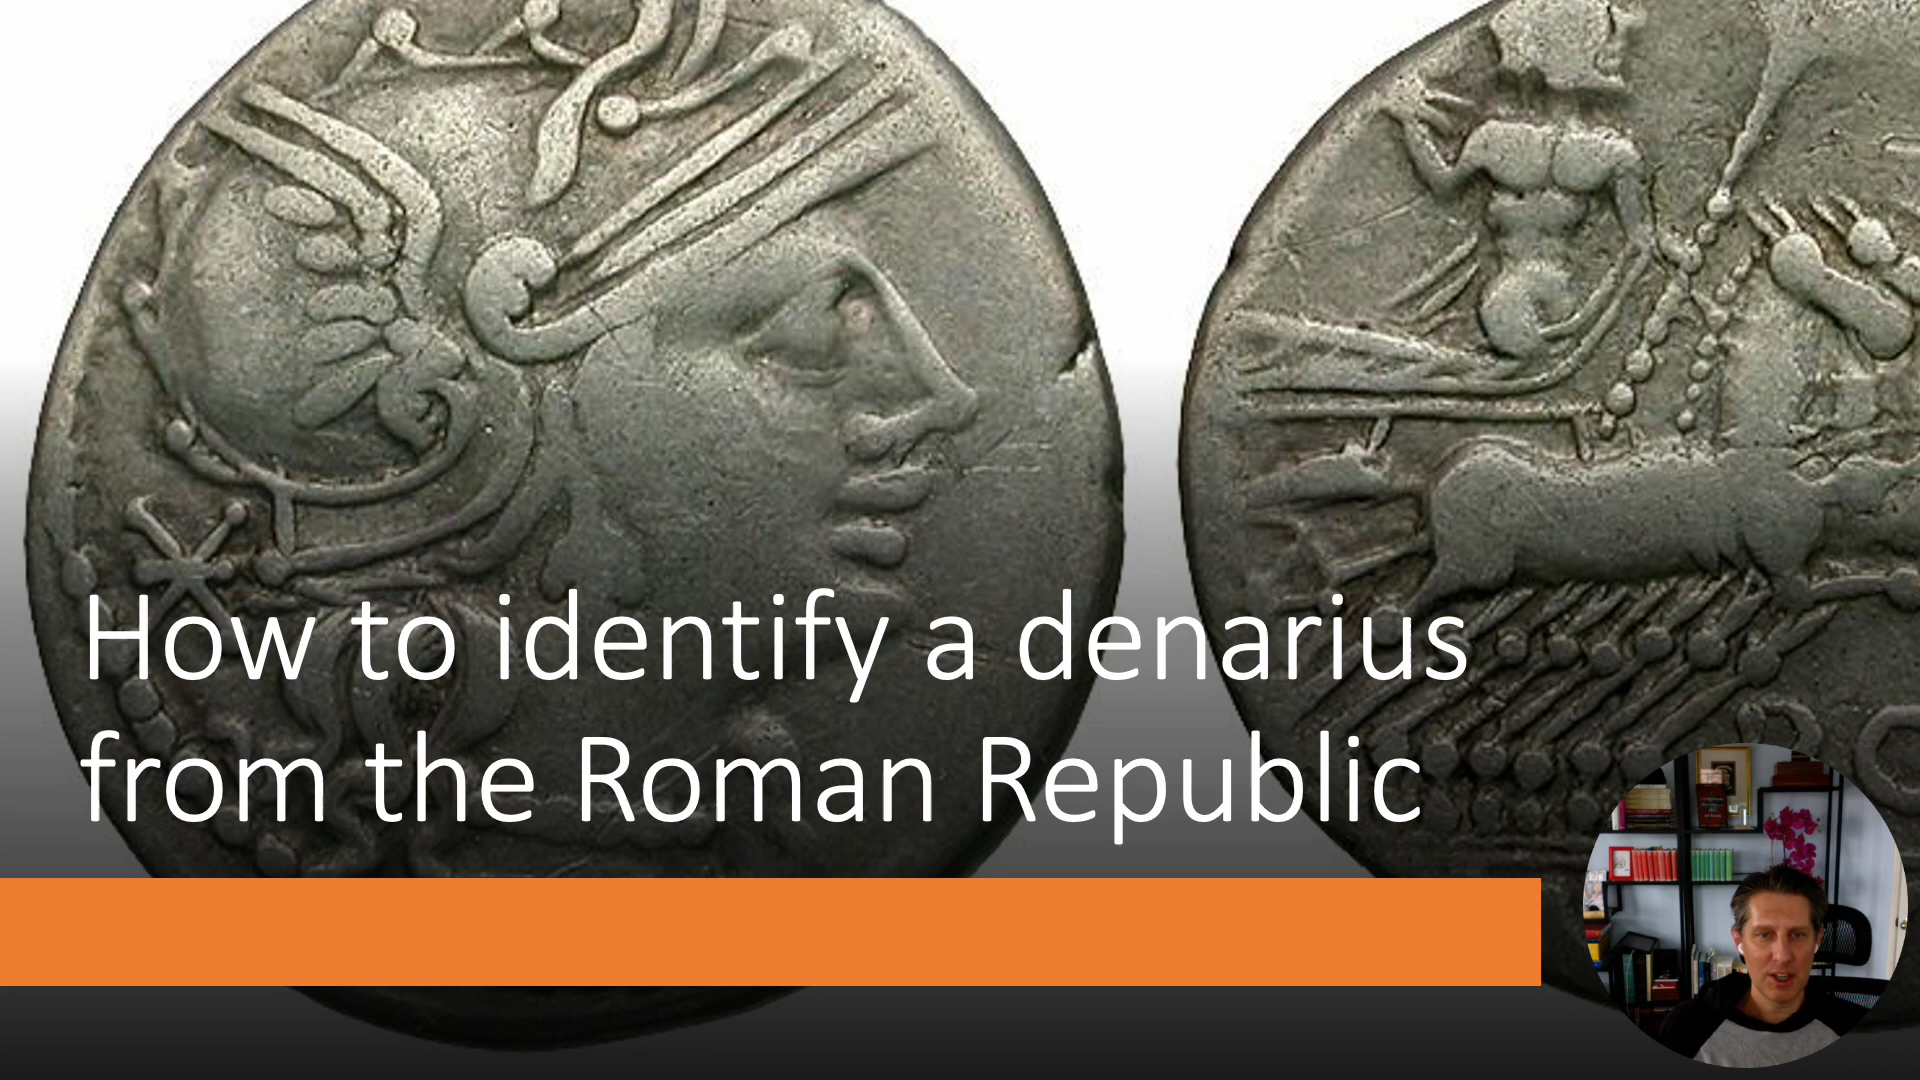 How to identify a denarius
from the Roman Republic